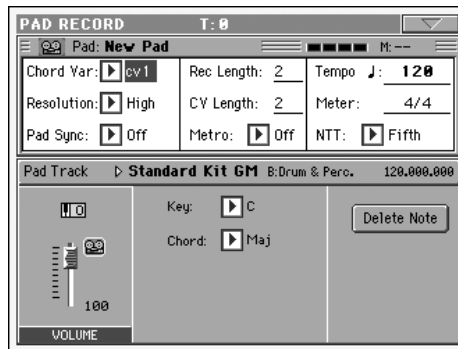 PAD RECORD T:0
Pad: New Pad M:--
Chord Var: cv1 Rec Length: 2 Tempo ♩: 120
Resolution: High CV Length: 2 Meter: 4/4
Pad Sync: Off Metro: Off NTT: Fifth
Pad Track Standard Kit GM B:Drum & Perc. 120.000.000
Key: C
Delete Note
Chord: Maj
100
VOLUME